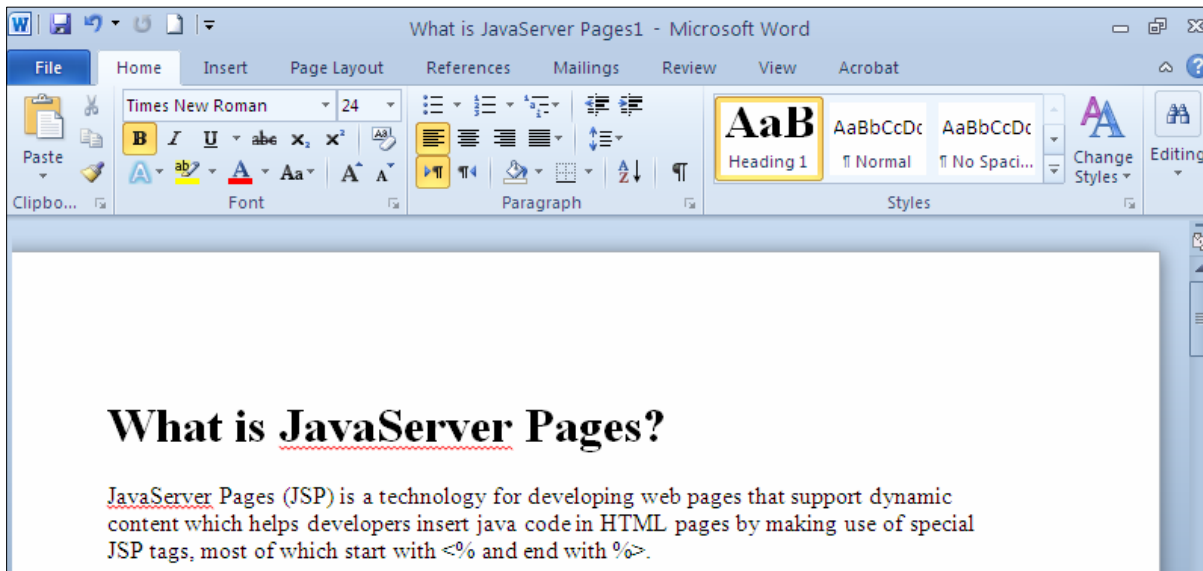 What is JavaServer Pages1 - Microsoft Word
File Home Insert Page Layout References Mailings Review View Acrobat
Times New Roman 24
Paste
B I U abe x₂ x² Aa A A
AaB AaBbCcDc AaBbCcDc
Heading 1 ¶ Normal ¶ No Spaci...
Change Styles
Editing
Clipbo... Font Paragraph Styles
What is JavaServer Pages?
JavaServer Pages (JSP) is a technology for developing web pages that support dynamic
content which helps developers insert java code in HTML pages by making use of special
JSP tags, most of which start with <% and end with %>.